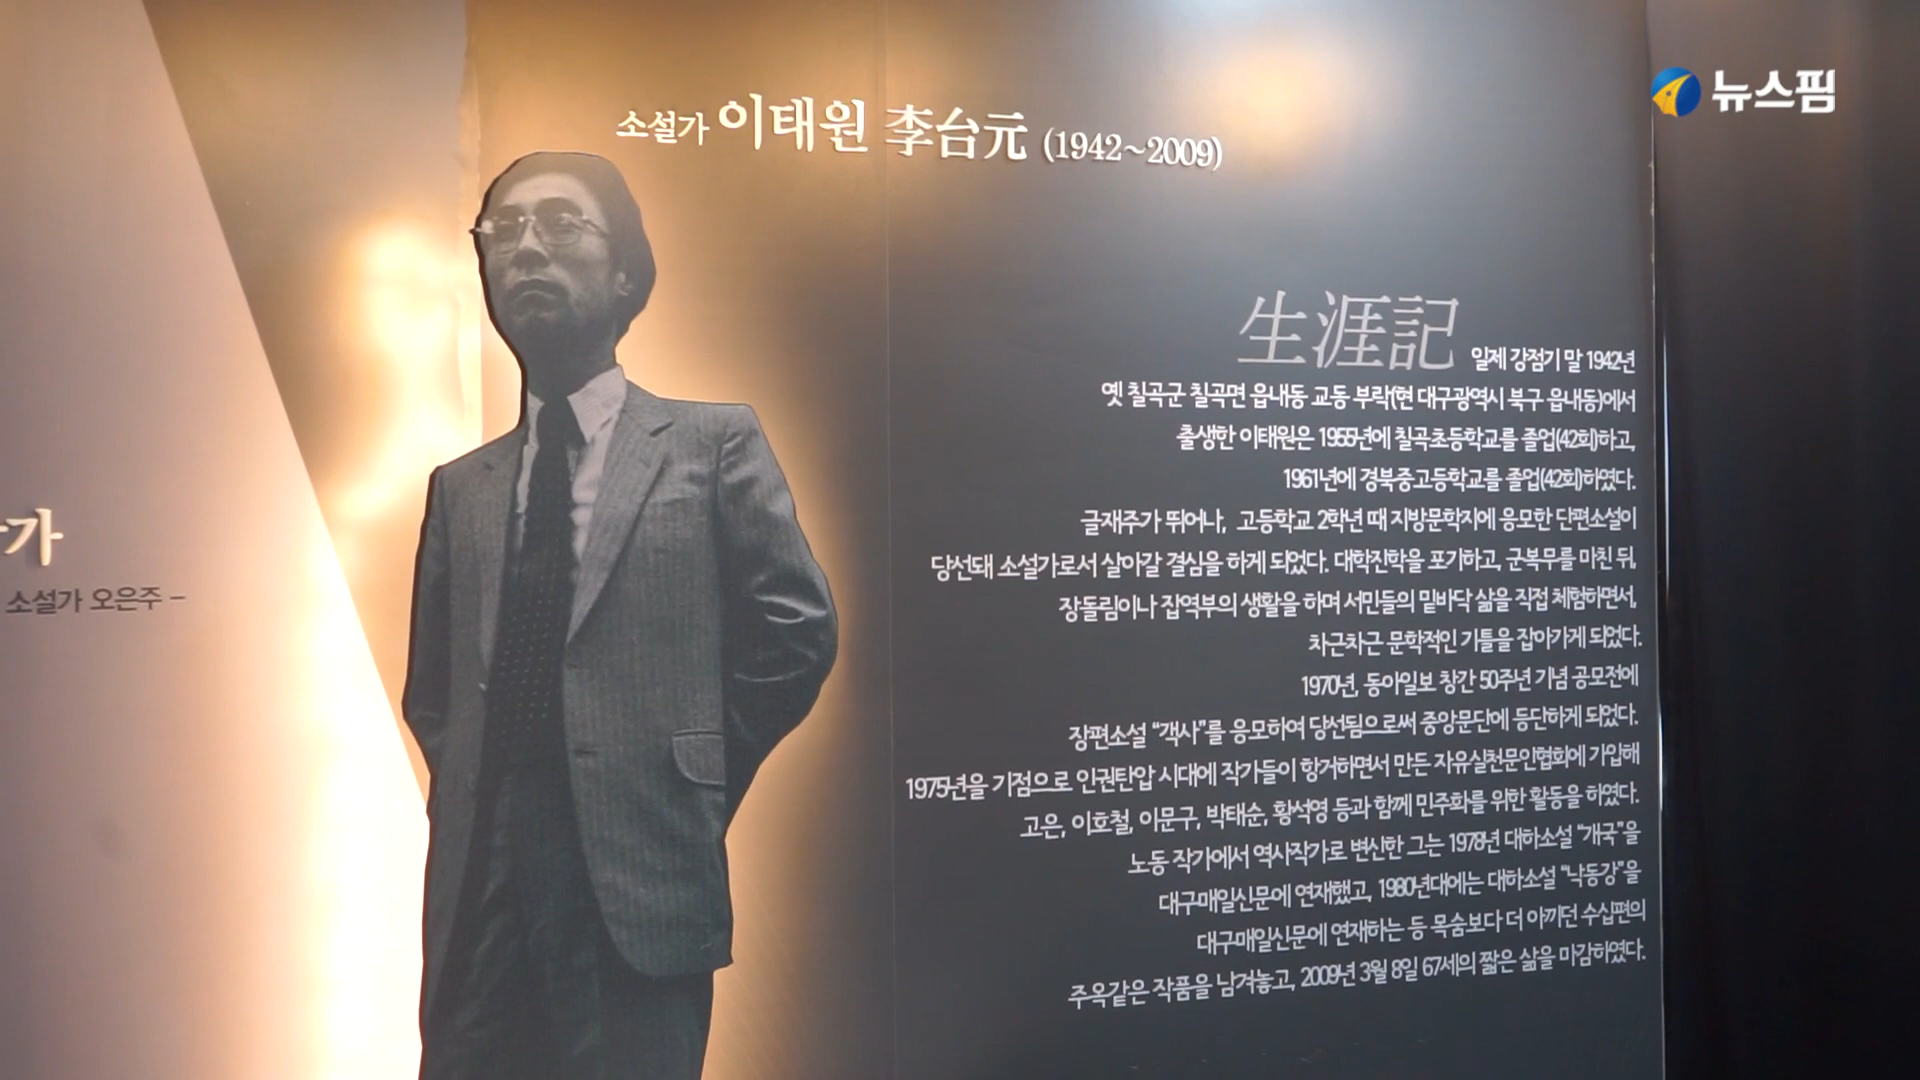 뉴스핌
소설가 이태원 李台元 (1942~2009)
生涯記 일제 강점기 말 1942년
옛 칠곡군 칠곡면 읍내동 교동 부락(현 대구광역시 북구 읍내동)에서
출생한 이태원은 1955년에 칠곡초등학교를 졸업(42회)하고,
1961년에 경북중고등학교를 졸업(42회)하였다.
글재주가 뛰어나, 고등학교 2학년 때 지방문학지에 응모한 단편소설이
당선돼 소설가로서 살아갈 결심을 하게 되었다. 대학진학을 포기하고, 군복무를 마친 뒤,
장돌림이나 잡역부의 생활을 하며 서민들의 밑바닥 삶을 직접 체험하면서,
차근차근 문학적인 기틀을 잡아가게 되었다.
1970년, 동아일보 창간 50주년 기념 공모전에
장편소설 “객사”를 응모하여 당선됨으로써 중앙문단에 등단하게 되었다.
1975년을 기점으로 인권탄압 시대에 작가들이 항거하면서 만든 자유실천문인협회에 가입해
고은, 이호철, 이문구, 박태순, 황석영 등과 함께 민주화를 위한 활동을 하였다.
노동 작가에서 역사작가로 변신한 그는 1978년 대하소설 “개국”을
대구매일신문에 연재했고, 1980년대에는 대하소설 “낙동강”을
대구매일신문에 연재하는 등 목숨보다 더 아끼던 수십편의
주옥같은 작품을 남겨놓고, 2009년 3월 8일 67세의 짧은 삶을 마감하였다.
가
소설가 오은주 -